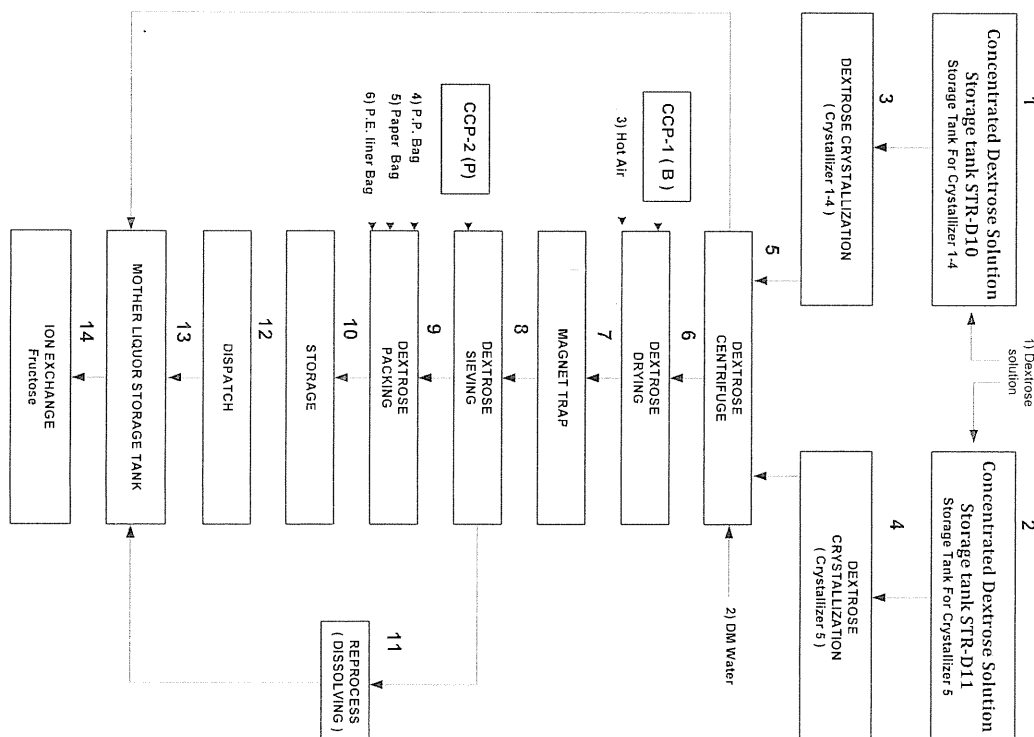 1
Concentrated Dextrose Solution
Storage tank STR-D10
Storage Tank For Crystallizer 1-4
1) Dextrose
solution
2
Concentrated Dextrose Solution
Storage tank STR-D11
Storage Tank For Crystallizer 5
3
DEXTROSE CRYSTALLIZATION
( Crystallizer 1-4 )
4
DEXTROSE
CRYSTALLIZATION
( Crystallizer 5 )
5
DEXTROSE
CENTRIFUGE
2) DM Water
CCP-1 ( B )
3) Hot Air
6
DEXTROSE
DRYING
7
MAGNET TRAP
8
DEXTROSE
SIEVING
CCP-2 (P)
4) P.P. Bag
5) Paper Bag
6) P.E. liner Bag
9
DEXTROSE
PACKING
10
STORAGE
11
REPROCESS
( DISSOLVING )
12
DISPATCH
13
MOTHER LIQUOR STORAGE TANK
14
ION EXCHANGE
Fructose